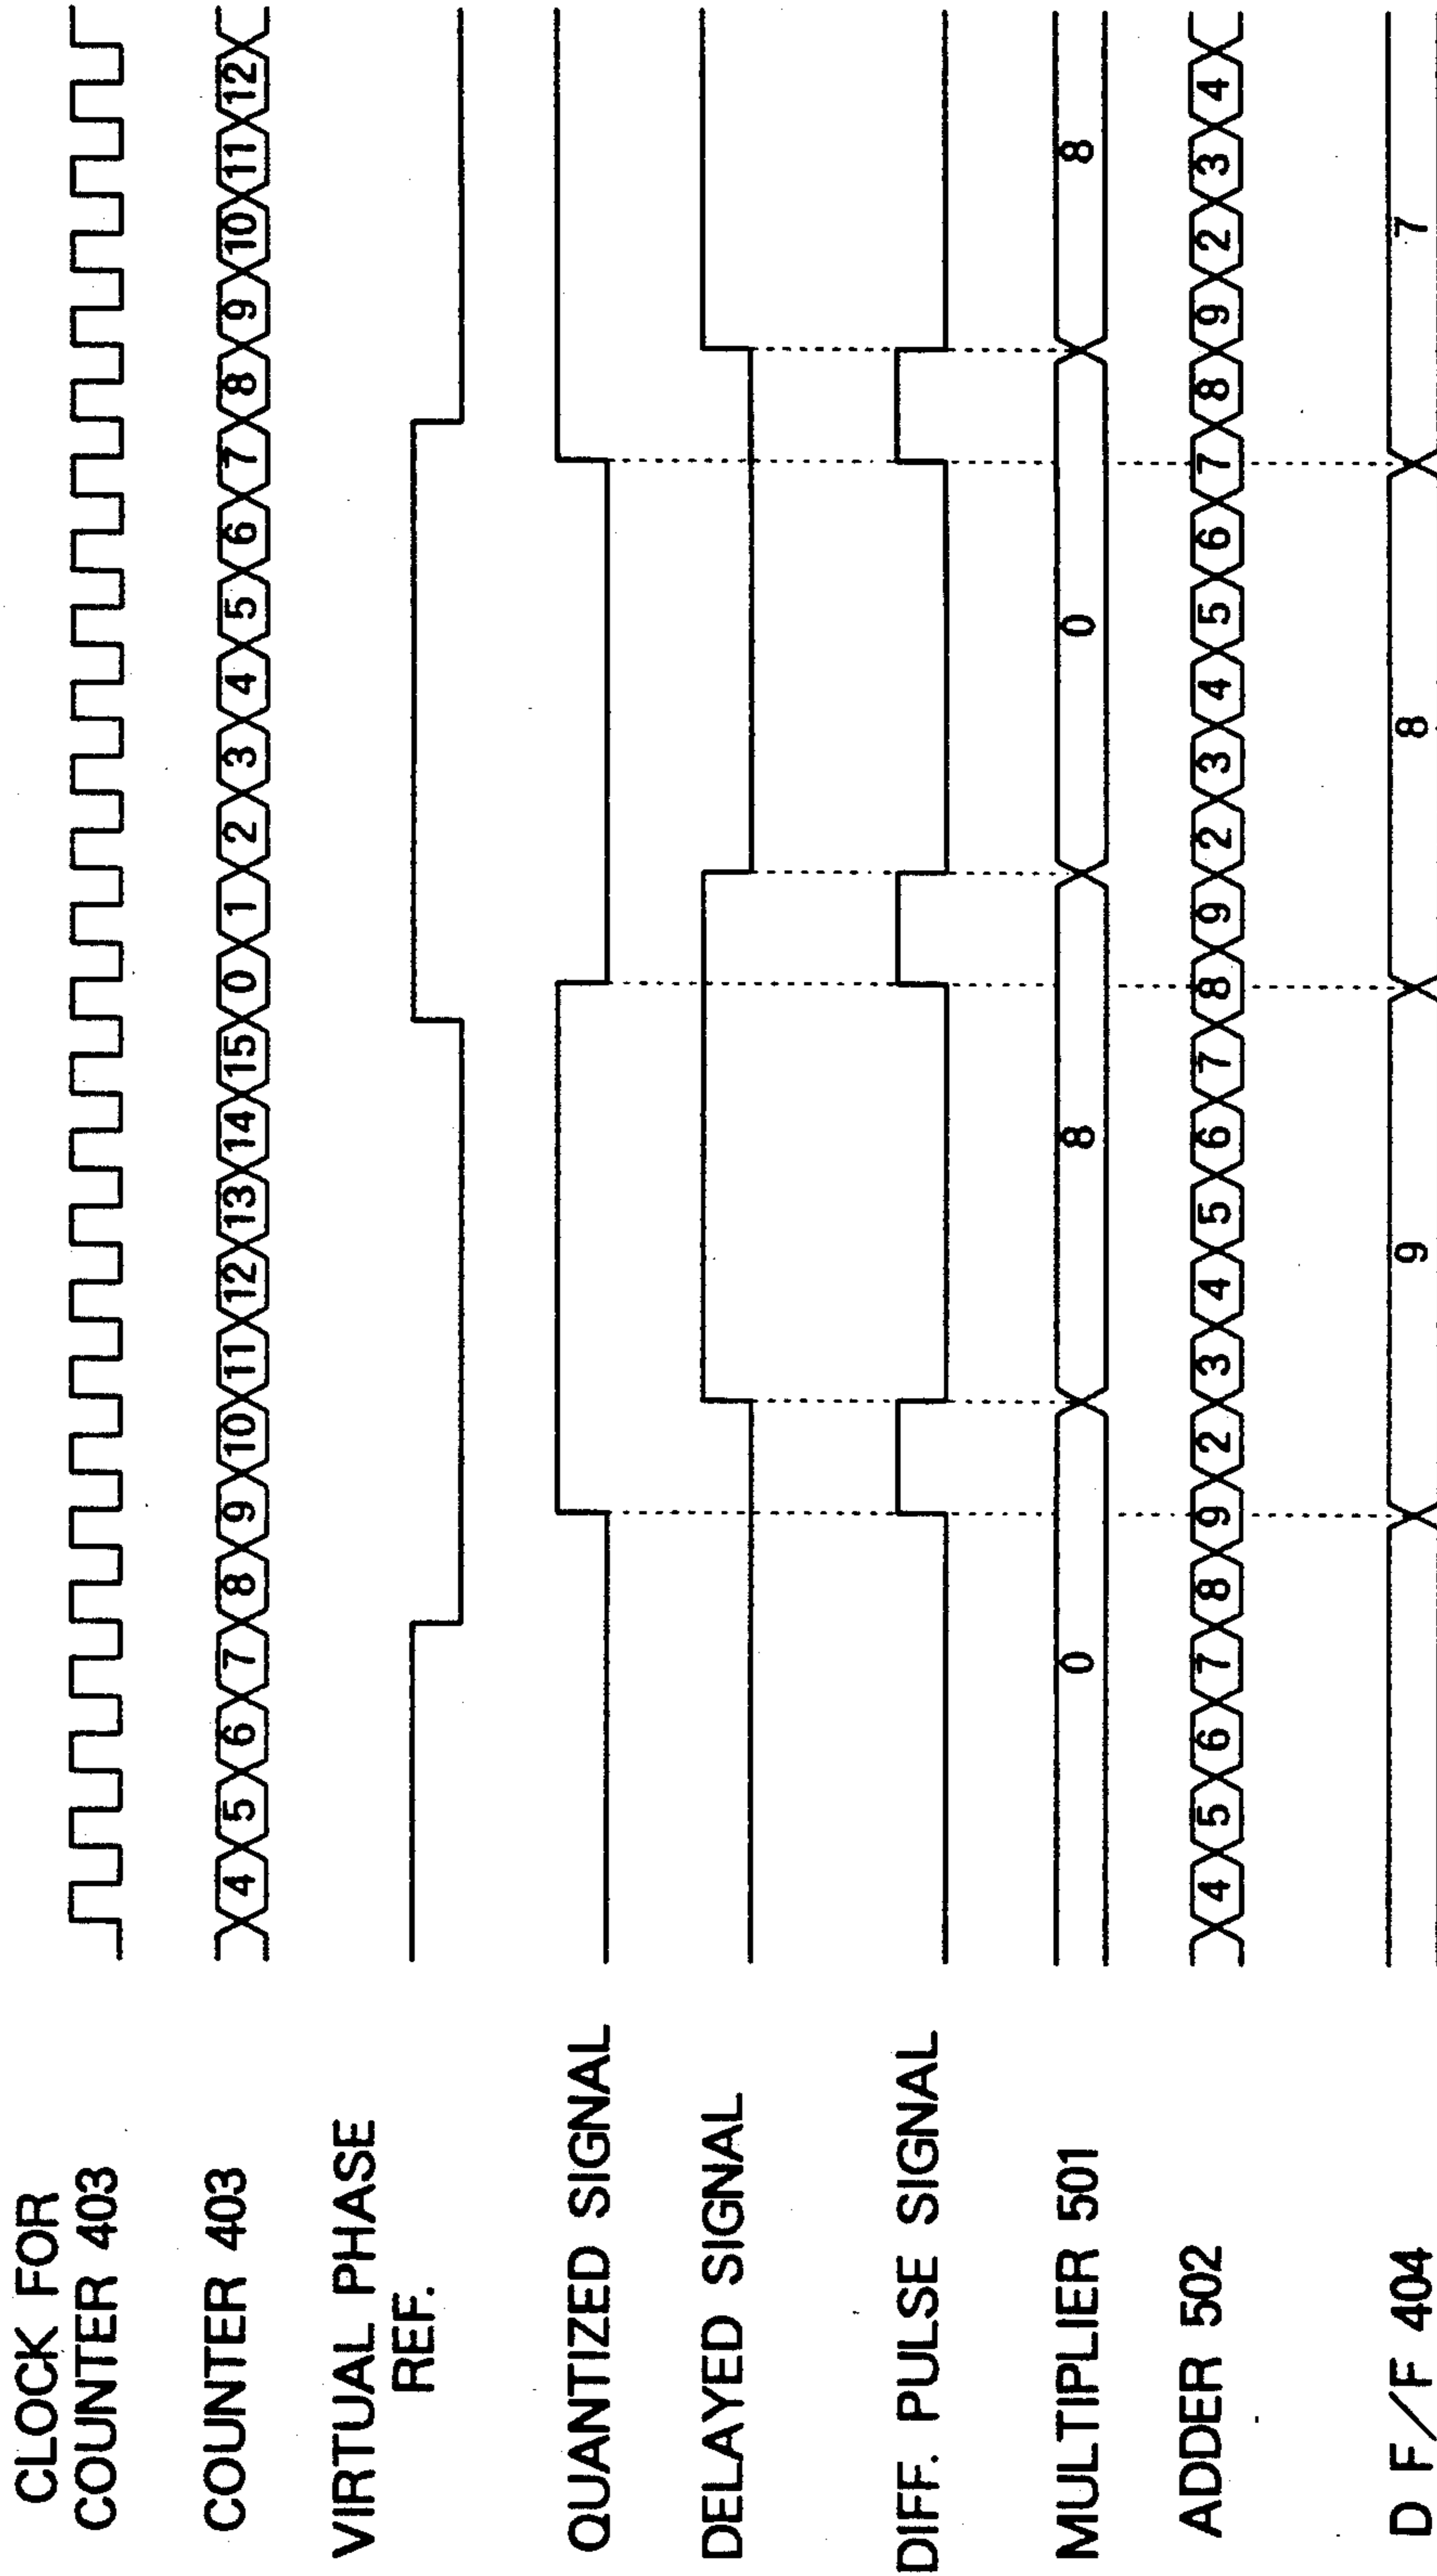 CLOCK FOR
COUNTER 403
COUNTER 403 4 5 6 7 8 9 10 11 12 13 14 15 0 1 2 3 4 5 6 7 8 9 10 11 12
VIRTUAL PHASE
REF.
QUANTIZED SIGNAL
DELAYED SIGNAL
DIFF. PULSE SIGNAL
MULTIPLIER 501 0 8 0 8
ADDER 502 4 5 6 7 8 9 2 3 4 5 6 7 8 9 2 3 4 5 6 7 8 9 2 3 4
D F/F 404 9 8 7